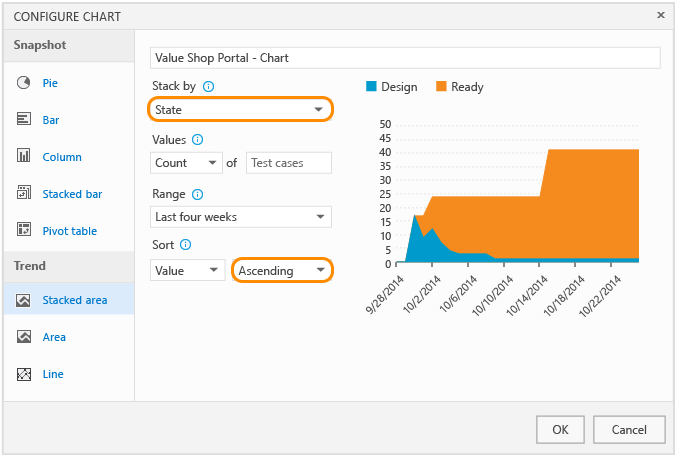 CONFIGURE CHART ×
Snapshot
Pie
Bar
Column
Stacked bar
Pivot table
Trend
Stacked area
Area
Line
Value Shop Portal - Chart
Stack by
State
Values
Count of Test cases
Range
Last four weeks
Sort
Value Ascending
Design Ready
50
45
40
35
30
25
20
15
10
5
0
9/28/2014
10/2/2014
10/6/2014
10/10/2014
10/14/2014
10/18/2014
10/22/2014
OK Cancel